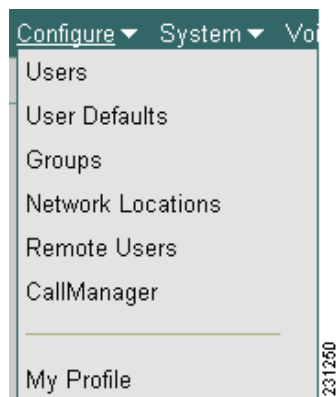 Configure ▾ System ▾ Voi
Users
User Defaults
Groups
Network Locations
Remote Users
CallManager
My Profile
231250